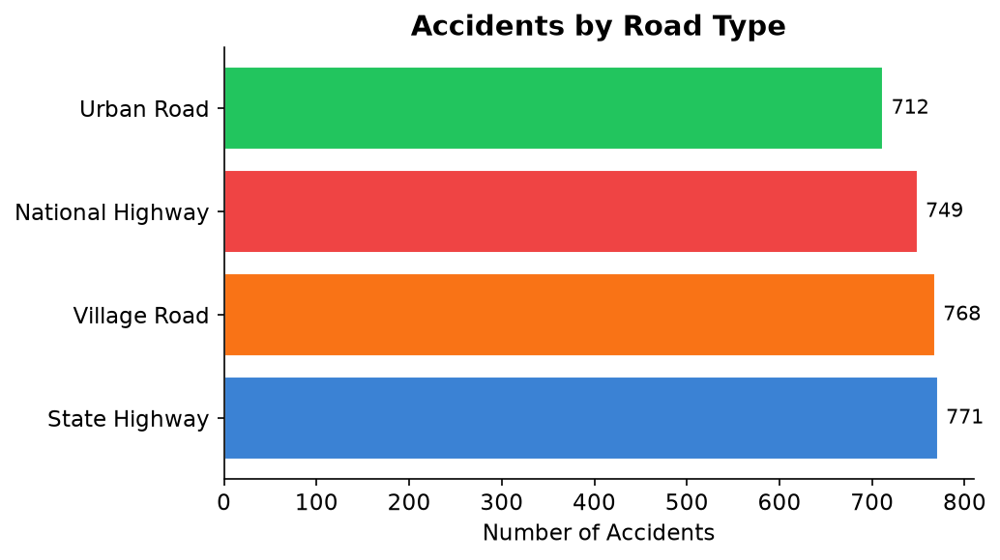 Accidents by Road Type
Urban Road 712
National Highway 749
Village Road 768
State Highway 771
0 100 200 300 400 500 600 700 800
Number of Accidents